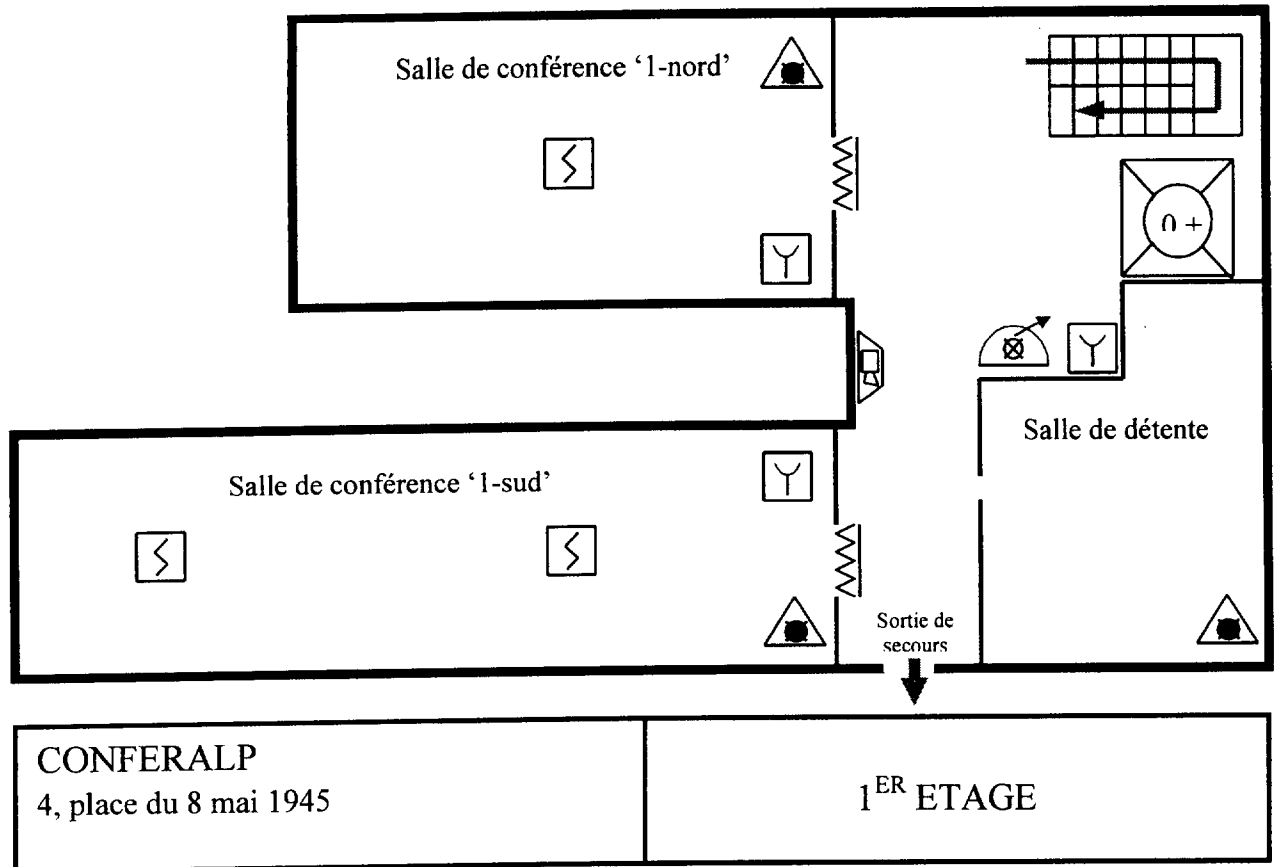 Salle de conférence ‘1-nord’
0 +
Salle de détente
Salle de conférence ‘1-sud’
Sortie de
secours
CONFERALP
4, place du 8 mai 1945
1ER ETAGE